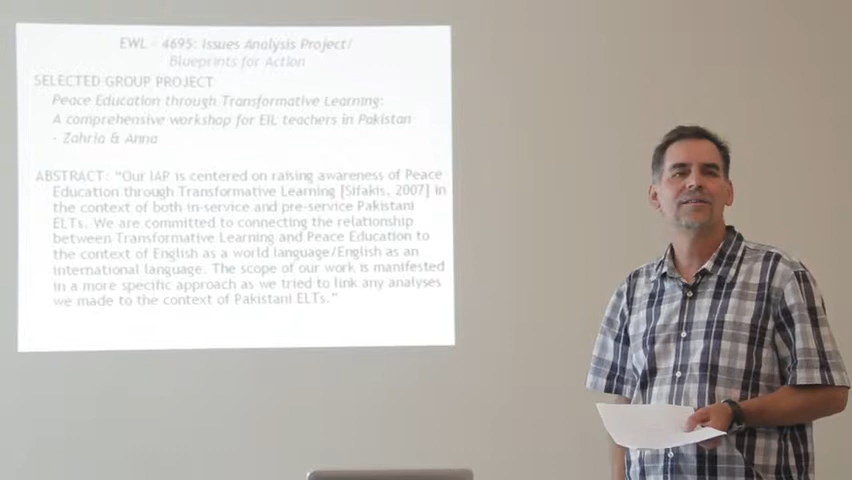 EWL - 4695: Issues Analysis Project/
Blueprints for Action
SELECTED GROUP PROJECT
Peace Education through Transformative Learning:
A comprehensive workshop for EIL teachers in Pakistan
- Zahria & Anna
ABSTRACT: "Our IAP is centered on raising awareness of Peace
Education through Transformative Learning [Sifakis, 2007] in
the context of both in-service and pre-service Pakistani
ELTs. We are committed to connecting the relationship
between Transformative Learning and Peace Education to
the context of English as a world language/English as an
international language. The scope of our work is manifested
in a more specific approach as we tried to link any analyses
we made to the context of Pakistani ELTs."